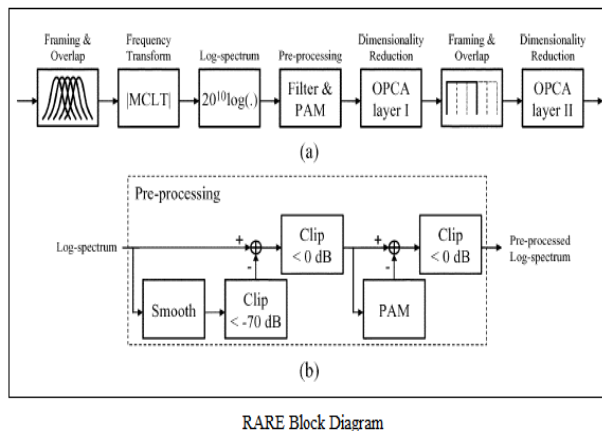 Framing & Overlap
Frequency Transform
Log-spectrum
Pre-processing
Dimensionality Reduction
Framing & Overlap
Dimensionality Reduction
|MCLT|
20¹⁰log(.)
Filter & PAM
OPCA layer I
OPCA layer II
(a)
Pre-processing
Log-spectrum
+
-
Smooth
Clip < -70 dB
Clip < 0 dB
+
-
PAM
Clip < 0 dB
Pre-processed Log-spectrum
(b)
RARE Block Diagram